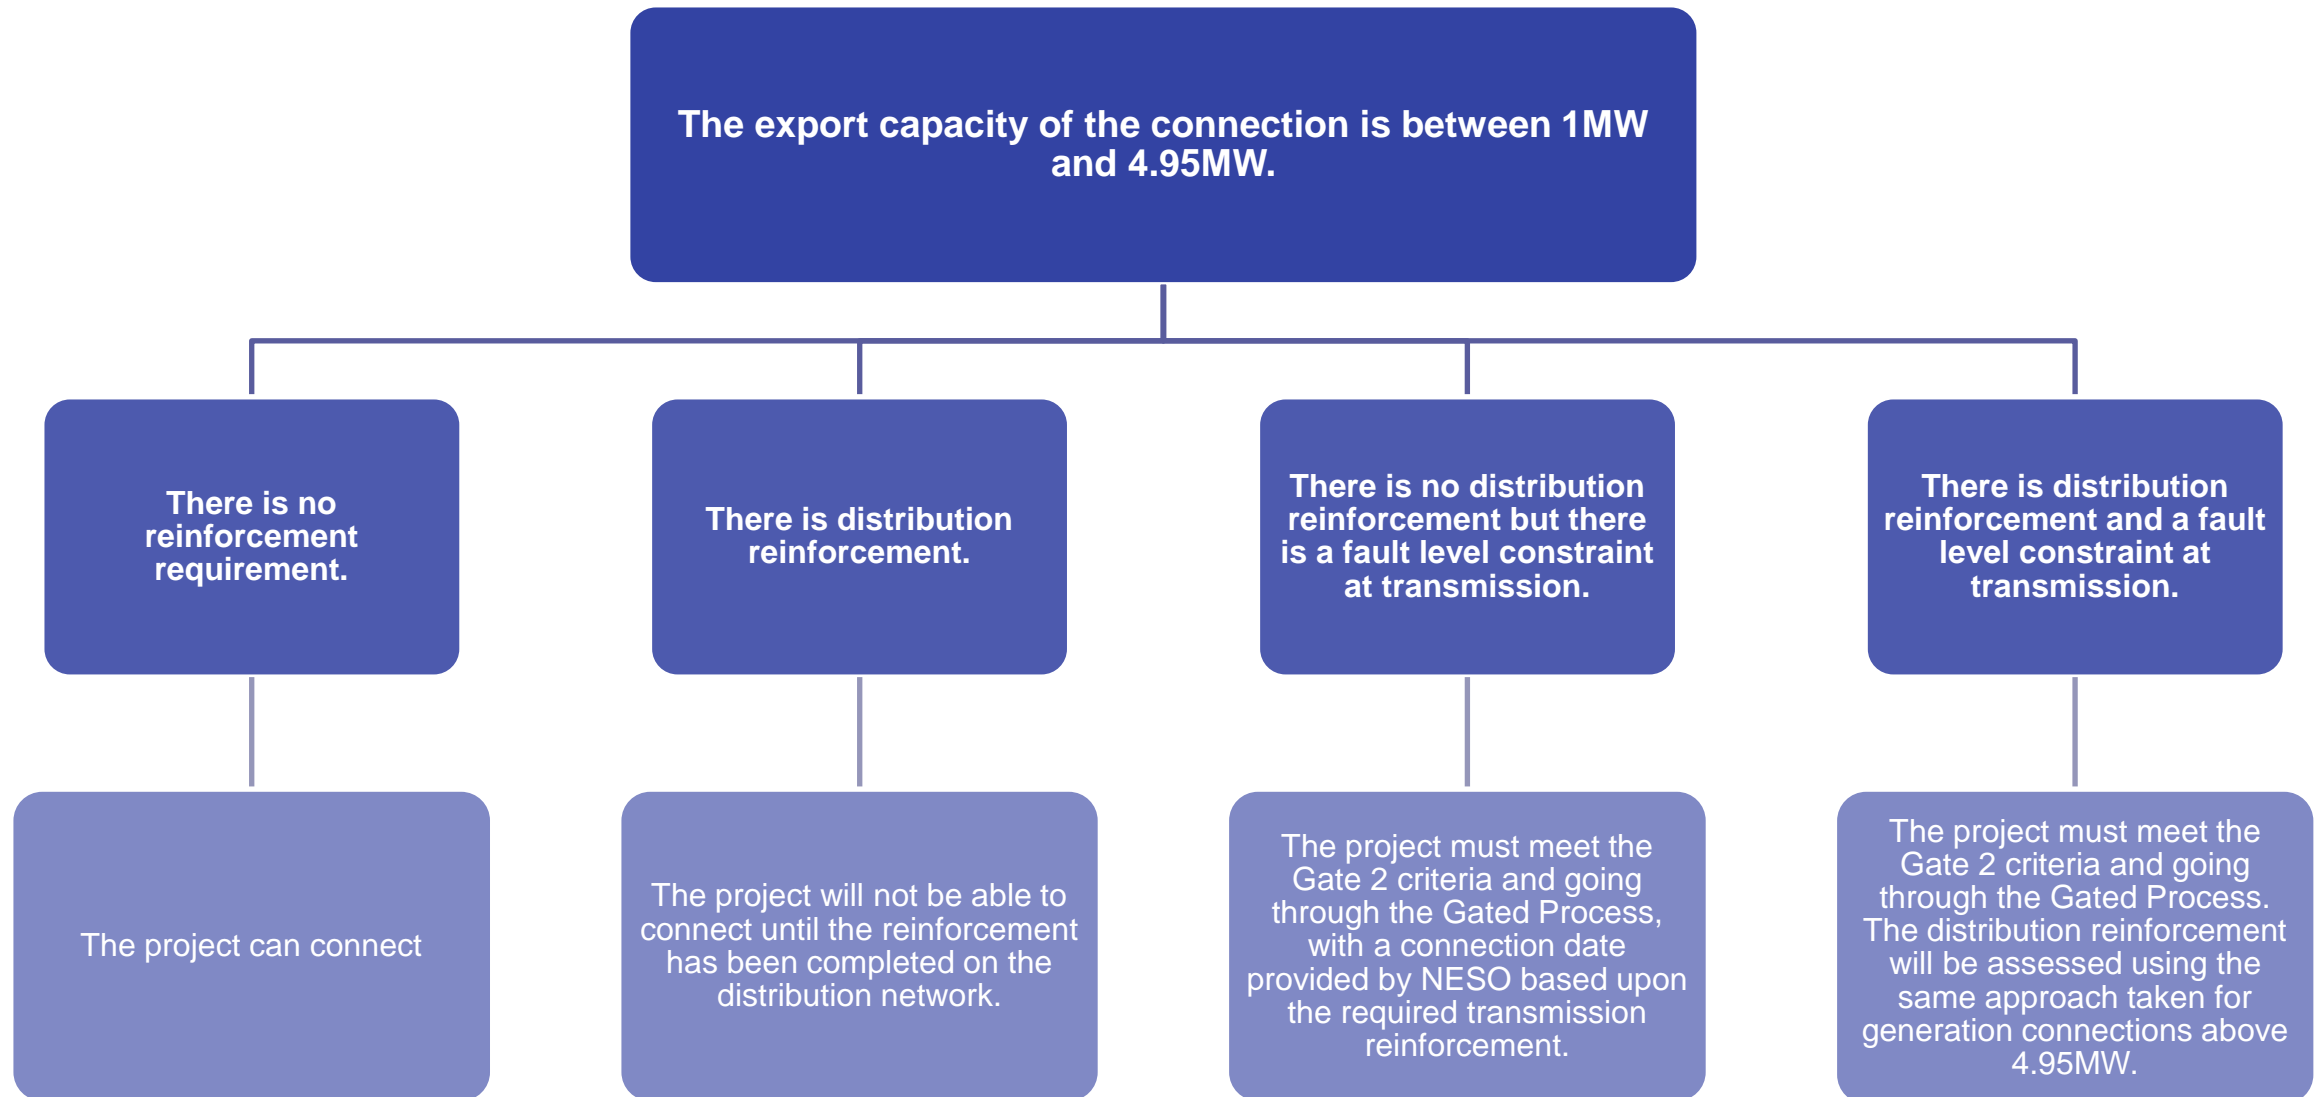 The export capacity of the connection is between 1MW
and 4.95MW.
There is no
reinforcement
requirement.
There is distribution
reinforcement.
There is no distribution
reinforcement but there
is a fault level constraint
at transmission.
There is distribution
reinforcement and a fault
level constraint at
transmission.
The project can connect
The project will not be able to
connect until the reinforcement
has been completed on the
distribution network.
The project must meet the
Gate 2 criteria and going
through the Gated Process,
with a connection date
provided by NESO based upon
the required transmission
reinforcement.
The project must meet the
Gate 2 criteria and going
through the Gated Process.
The distribution reinforcement
will be assessed using the
same approach taken for
generation connections above
4.95MW.